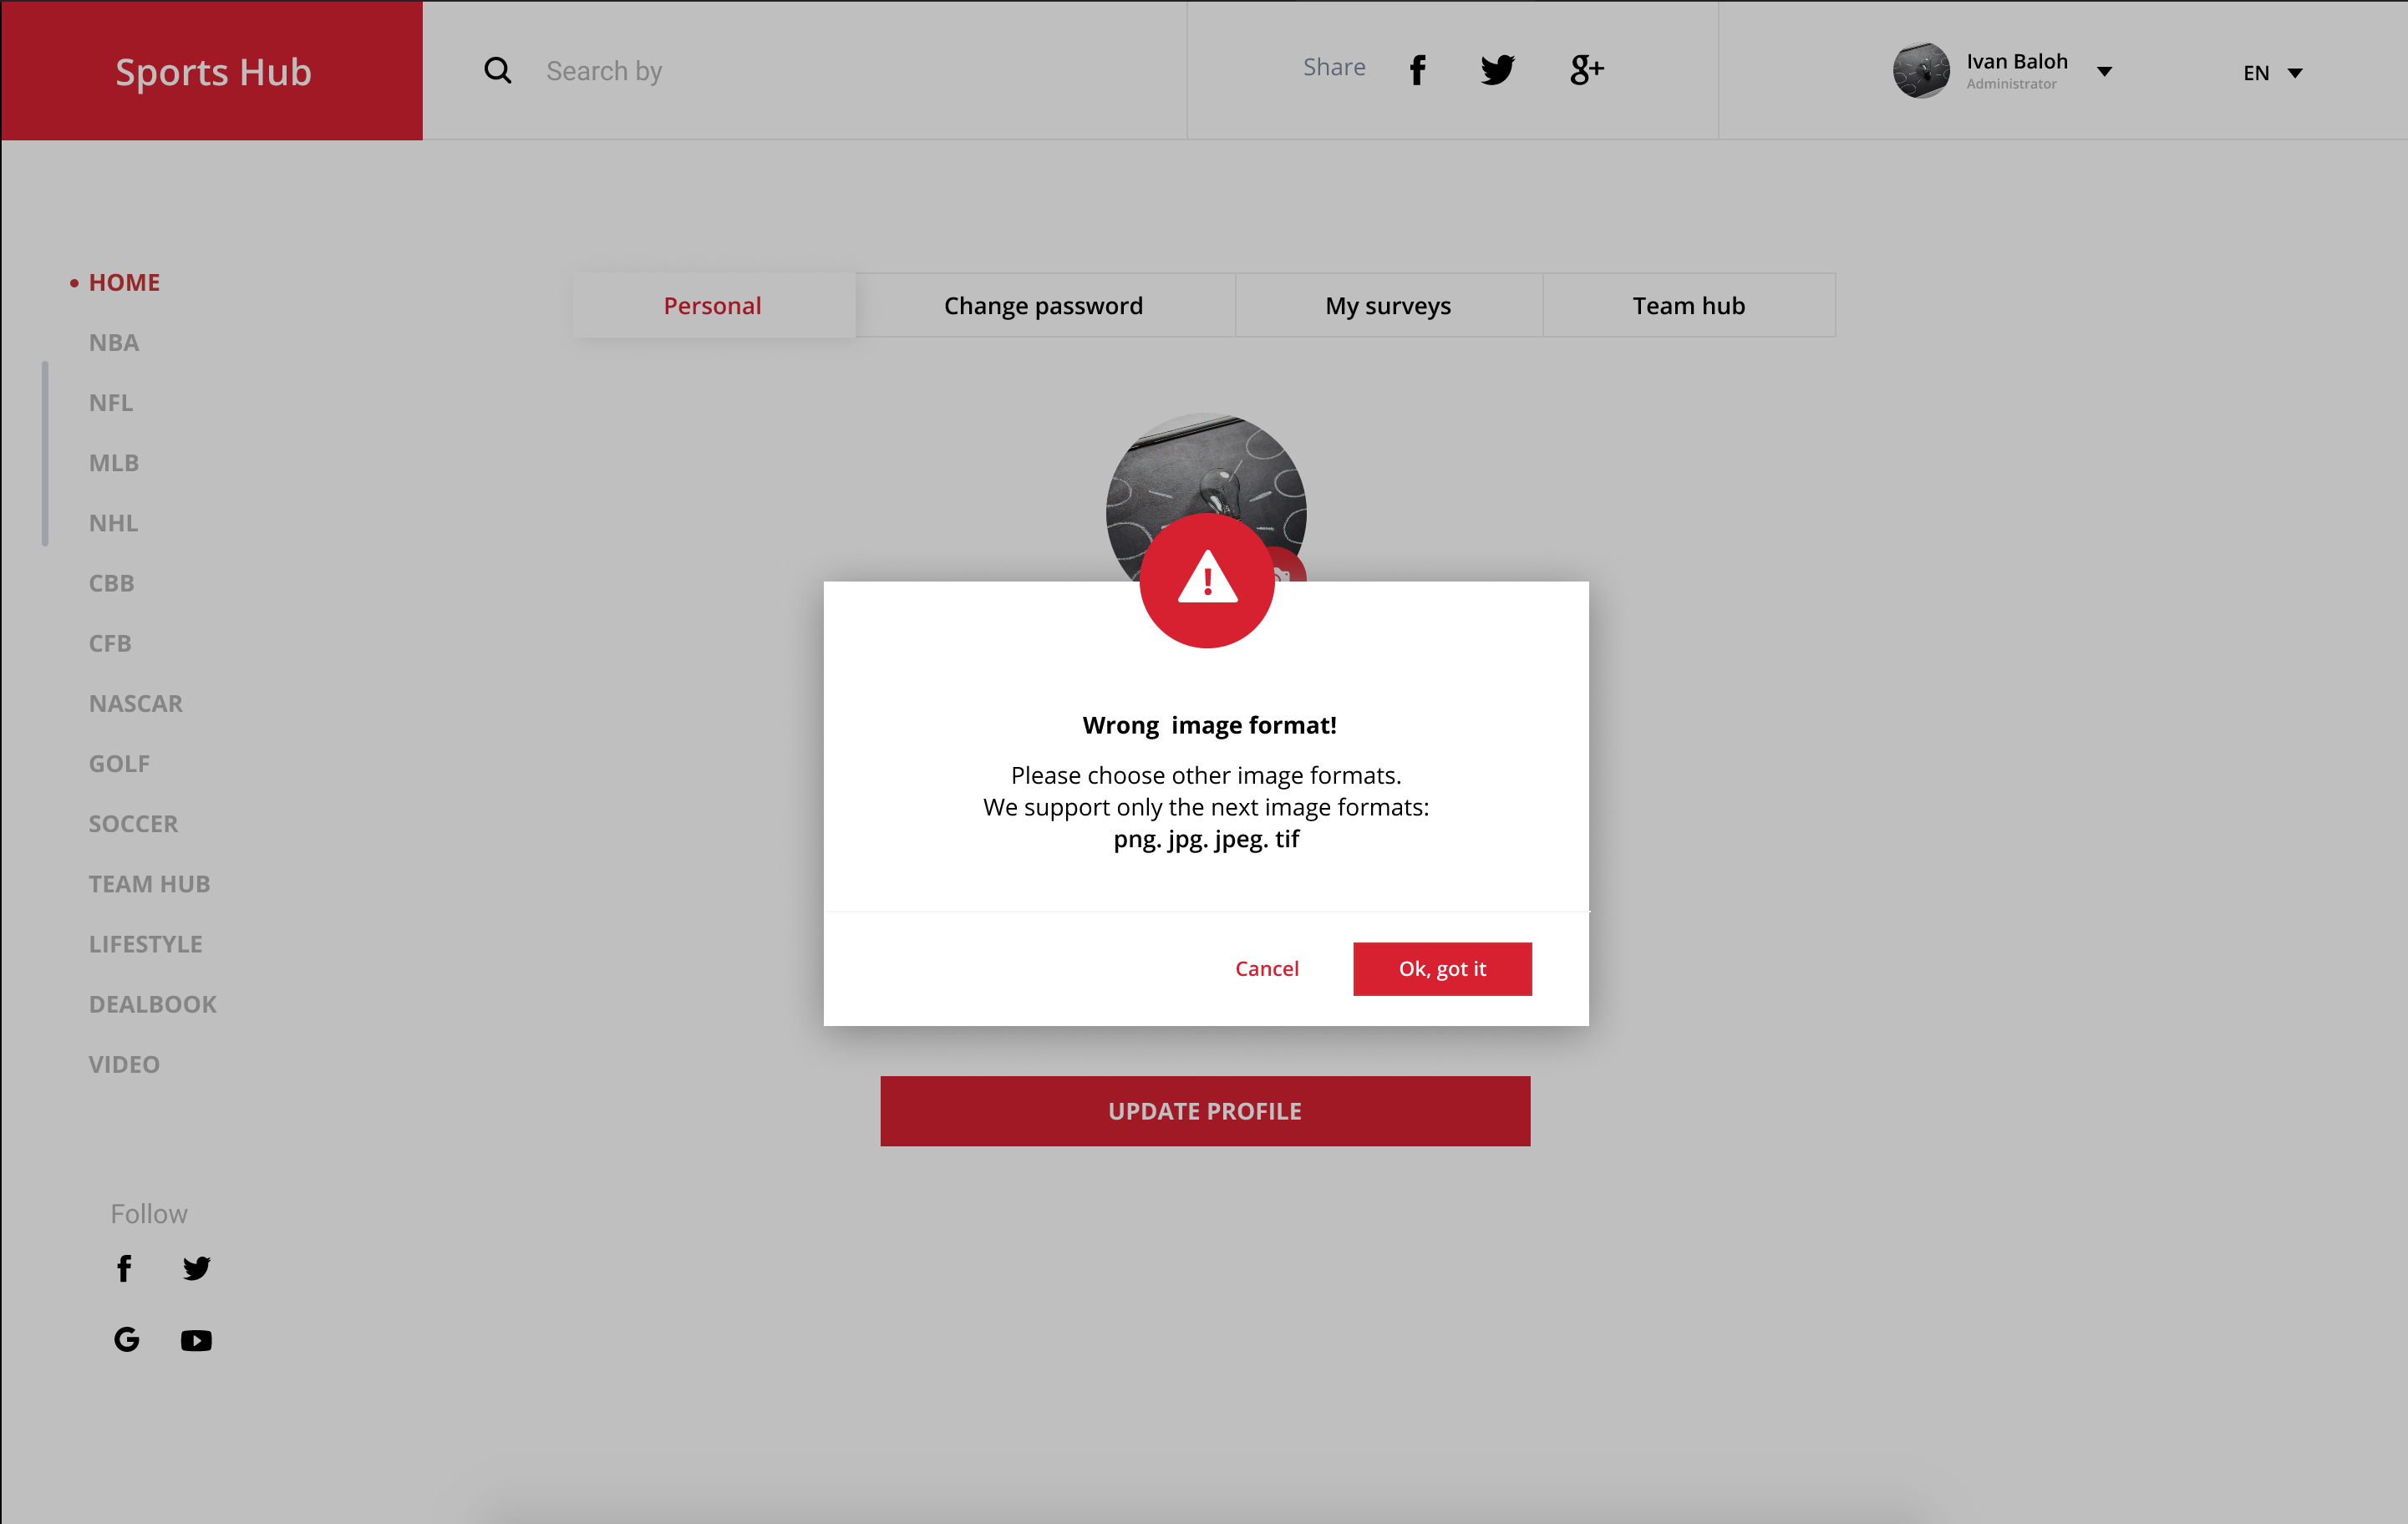 Sports Hub
Search by
Share
Ivan Baloh
Administrator
EN
HOME
NBA
NFL
MLB
NHL
CBB
CFB
NASCAR
GOLF
SOCCER
TEAM HUB
LIFESTYLE
DEALBOOK
VIDEO
Follow
Personal
Change password
My surveys
Team hub
Wrong  image format!
Please choose other image formats.
We support only the next image formats:
png. jpg. jpeg. tif
Cancel
Ok, got it
UPDATE PROFILE